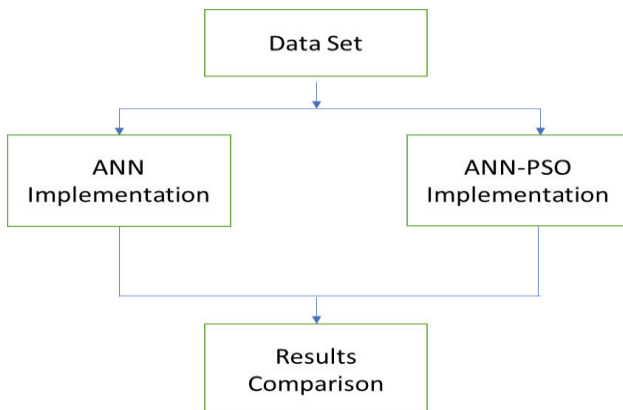 Data Set
ANN
Implementation
ANN-PSO
Implementation
Results
Comparison